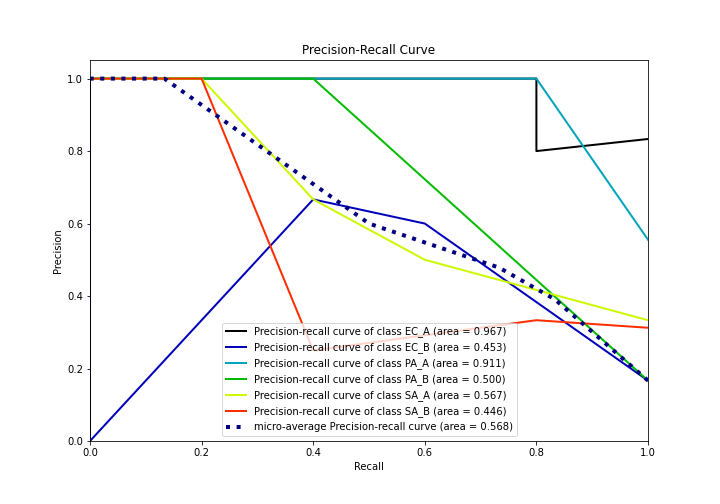 Precision-Recall Curve
Precision
1.0
0.8
0.6
0.4
0.2
0.0
Precision-recall curve of class EC_A (area = 0.967)
Precision-recall curve of class EC_B (area = 0.453)
Precision-recall curve of class PA_A (area = 0.911)
Precision-recall curve of class PA_B (area = 0.500)
Precision-recall curve of class SA_A (area = 0.567)
Precision-recall curve of class SA_B (area = 0.446)
micro-average Precision-recall curve (area = 0.568)
0.0 0.2 0.4 0.6 0.8 1.0
Recall